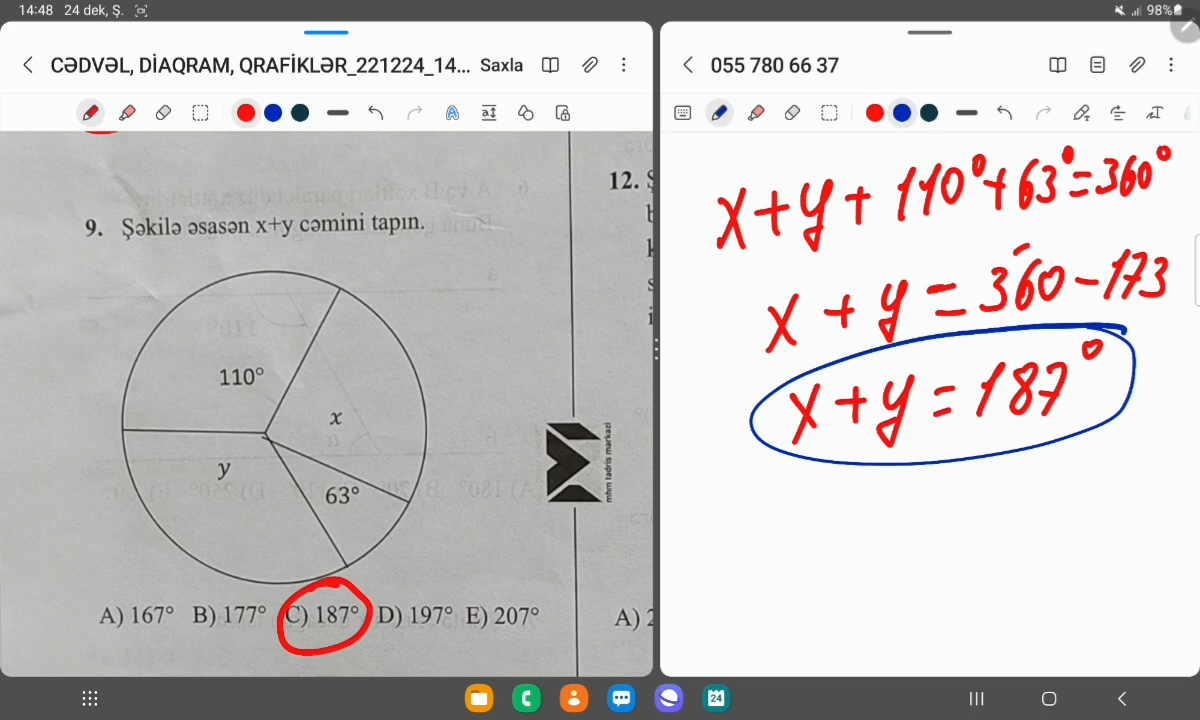 14:48 24 dek, Ş. 98%
CƏDVƏL, DİAQRAM, QRAFİKLƏR_221224_14... Saxla
9. Şəkilə əsasən x+y cəmini tapın.
110°
x
y
63°
A) 167° B) 177° C) 187° D) 197° E) 207°
12.
A) 2
mhm tədris mərkəzi
055 780 66 37
x+y+110°+63°=360°
x+y=360-173
x+y=187°
24